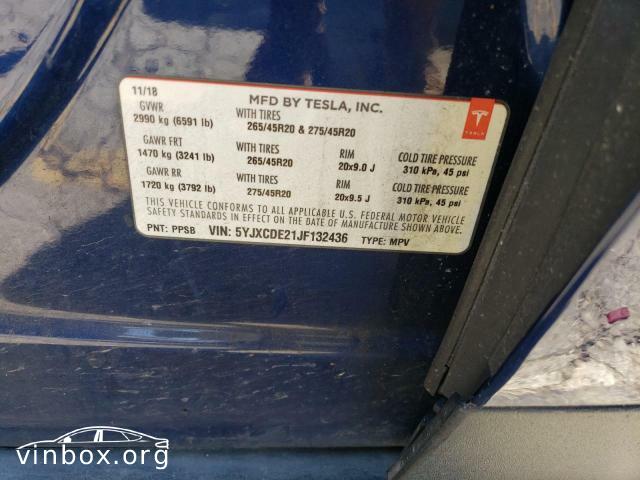 11/18
MFD BY TESLA, INC.
GVWR
2990 kg (6591 lb)
WITH TIRES
265/45R20 & 275/45R20
GAWR FRT
1470 kg (3241 lb)
WITH TIRES
265/45R20
RIM
20x9.0 J
COLD TIRE PRESSURE
310 kPa, 45 psi
GAWR RR
1720 kg (3792 lb)
WITH TIRES
275/45R20
RIM
20x9.5 J
COLD TIRE PRESSURE
310 kPa, 45 psi
THIS VEHICLE CONFORMS TO ALL APPLICABLE U.S. FEDERAL MOTOR VEHICLE
SAFETY STANDARDS IN EFFECT ON THE DATE OF MANUFACTURE SHOWN ABOVE.
PNT: PPSB VIN: 5YJXCDE21JF132436 TYPE: MPV
TESLA
vinbox.org